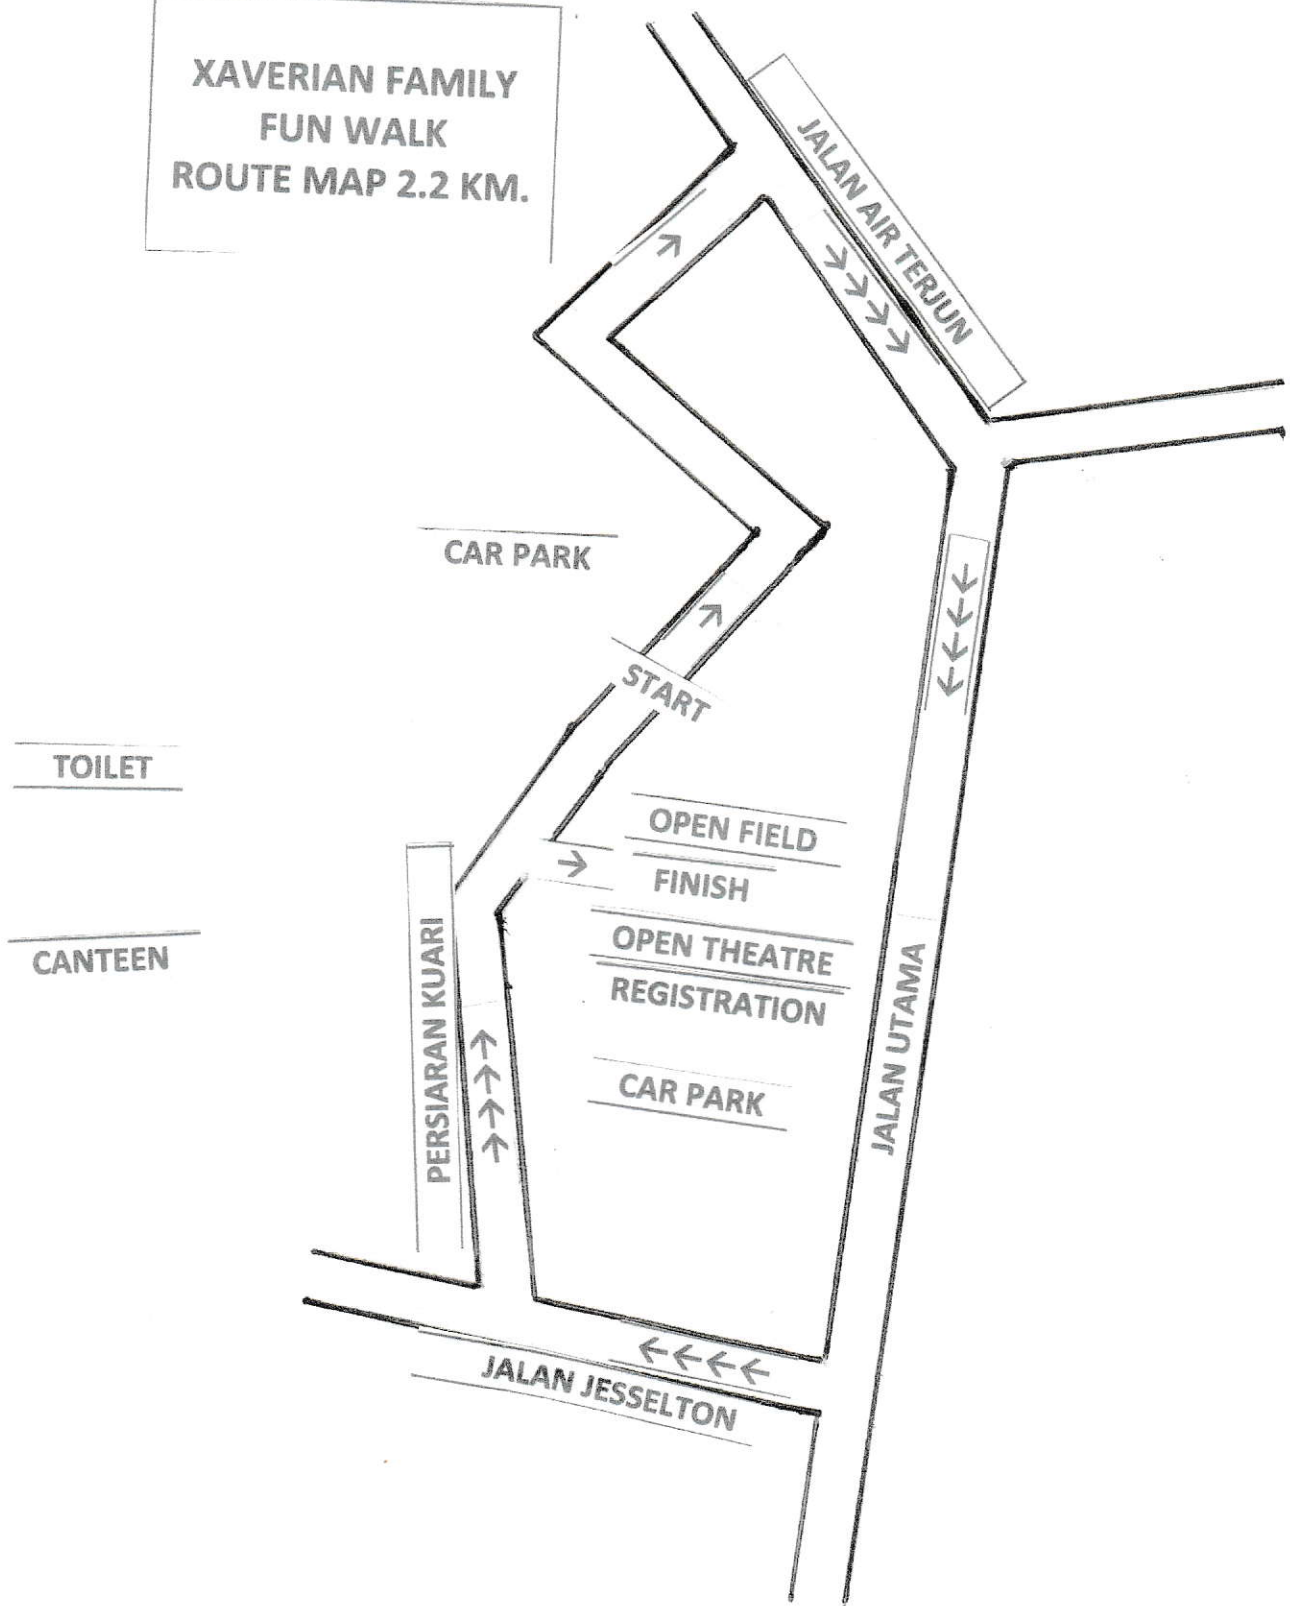 XAVERIAN FAMILY
FUN WALK
ROUTE MAP 2.2 KM.
JALAN AIR TERJUN
CAR PARK
START
TOILET
OPEN FIELD
FINISH
OPEN THEATRE
REGISTRATION
CANTEEN
PERSIARAN KUARI
CAR PARK
JALAN UTAMA
JALAN JESSELTON